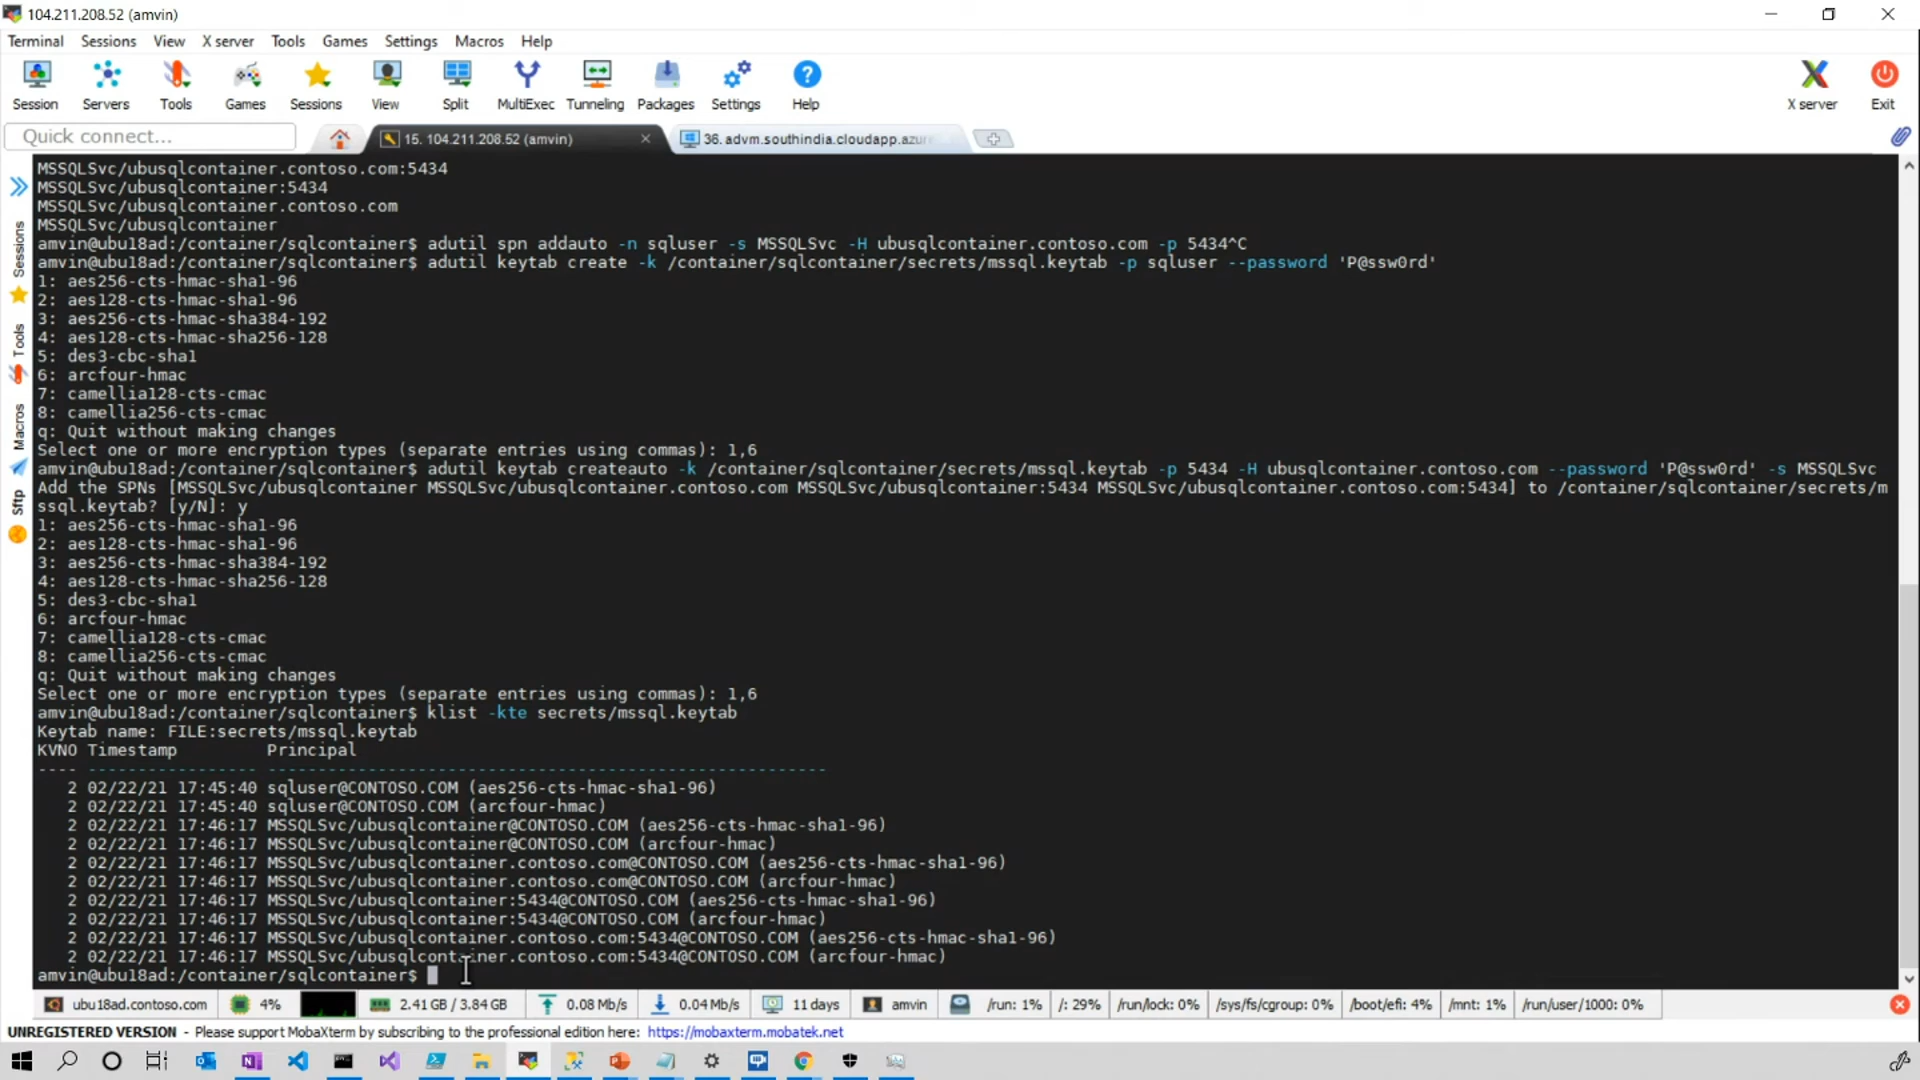 104.211.208.52 (amvin)
Terminal Sessions View X server Tools Games Settings Macros Help
Session Servers Tools Games Sessions View Split MultiExec Tunneling Packages Settings Help X server Exit
Quick connect...
15. 104.211.208.52 (amvin)
36. advm.southindia.cloudapp.azur
Sessions
Tools
Macros
Sftp
MSSQLSvc/ubusqlcontainer.contoso.com:5434
MSSQLSvc/ubusqlcontainer:5434
MSSQLSvc/ubusqlcontainer.contoso.com
MSSQLSvc/ubusqlcontainer
amvin@ubu18ad:/container/sqlcontainer$ adutil spn addauto -n sqluser -s MSSQLSvc -H ubusqlcontainer.contoso.com -p 5434^C
amvin@ubu18ad:/container/sqlcontainer$ adutil keytab create -k /container/sqlcontainer/secrets/mssql.keytab -p sqluser --password 'P@ssw0rd'
1: aes256-cts-hmac-sha1-96
2: aes128-cts-hmac-sha1-96
3: aes256-cts-hmac-sha384-192
4: aes128-cts-hmac-sha256-128
5: des3-cbc-sha1
6: arcfour-hmac
7: camellia128-cts-cmac
8: camellia256-cts-cmac
q: Quit without making changes
Select one or more encryption types (separate entries using commas): 1,6
amvin@ubu18ad:/container/sqlcontainer$ adutil keytab createauto -k /container/sqlcontainer/secrets/mssql.keytab -p 5434 -H ubusqlcontainer.contoso.com --password 'P@ssw0rd' -s MSSQLSvc
Add the SPNs [MSSQLSvc/ubusqlcontainer MSSQLSvc/ubusqlcontainer.contoso.com MSSQLSvc/ubusqlcontainer:5434 MSSQLSvc/ubusqlcontainer.contoso.com:5434] to /container/sqlcontainer/secrets/m
ssql.keytab? [y/N]: y
1: aes256-cts-hmac-sha1-96
2: aes128-cts-hmac-sha1-96
3: aes256-cts-hmac-sha384-192
4: aes128-cts-hmac-sha256-128
5: des3-cbc-sha1
6: arcfour-hmac
7: camellia128-cts-cmac
8: camellia256-cts-cmac
q: Quit without making changes
Select one or more encryption types (separate entries using commas): 1,6
amvin@ubu18ad:/container/sqlcontainer$ klist -kte secrets/mssql.keytab
Keytab name: FILE:secrets/mssql.keytab
KVNO Timestamp         Principal
---- ----------------- --------------------------------------------------------
2 02/22/21 17:45:40 sqluser@CONTOSO.COM (aes256-cts-hmac-sha1-96)
2 02/22/21 17:45:40 sqluser@CONTOSO.COM (arcfour-hmac)
2 02/22/21 17:46:17 MSSQLSvc/ubusqlcontainer@CONTOSO.COM (aes256-cts-hmac-sha1-96)
2 02/22/21 17:46:17 MSSQLSvc/ubusqlcontainer@CONTOSO.COM (arcfour-hmac)
2 02/22/21 17:46:17 MSSQLSvc/ubusqlcontainer.contoso.com@CONTOSO.COM (aes256-cts-hmac-sha1-96)
2 02/22/21 17:46:17 MSSQLSvc/ubusqlcontainer.contoso.com@CONTOSO.COM (arcfour-hmac)
2 02/22/21 17:46:17 MSSQLSvc/ubusqlcontainer:5434@CONTOSO.COM (aes256-cts-hmac-sha1-96)
2 02/22/21 17:46:17 MSSQLSvc/ubusqlcontainer:5434@CONTOSO.COM (arcfour-hmac)
2 02/22/21 17:46:17 MSSQLSvc/ubusqlcontainer.contoso.com:5434@CONTOSO.COM (aes256-cts-hmac-sha1-96)
2 02/22/21 17:46:17 MSSQLSvc/ubusqlcontainer.contoso.com:5434@CONTOSO.COM (arcfour-hmac)
amvin@ubu18ad:/container/sqlcontainer$
ubu18ad.contoso.com 4% 2.41 GB / 3.84 GB 0.08 Mb/s 0.04 Mb/s 11 days amvin /run: 1% /: 29% /run/lock: 0% /sys/fs/cgroup: 0% /boot/efi: 4% /mnt: 1% /run/user/1000: 0%
UNREGISTERED VERSION - Please support MobaXterm by subscribing to the professional edition here: https://mobaxterm.mobatek.net